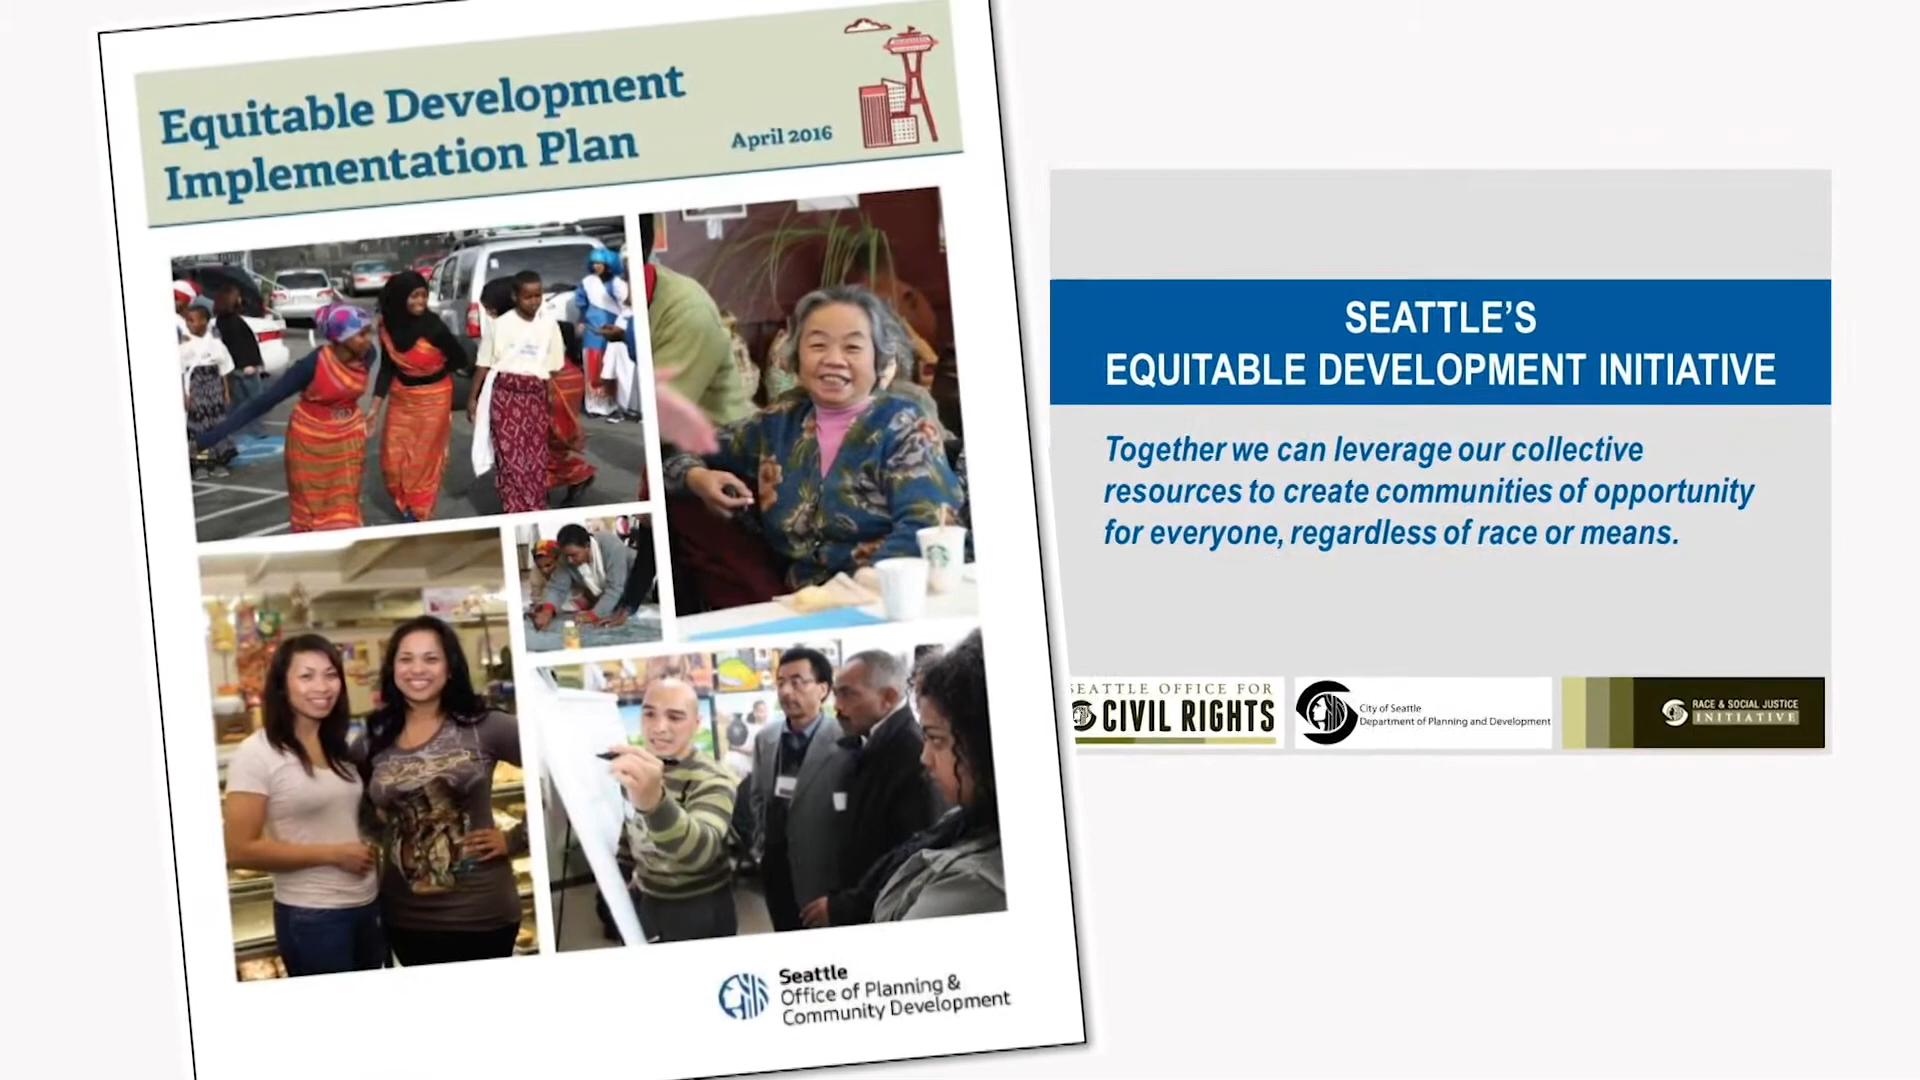 Equitable Development
Implementation Plan
April 2016
Seattle
Office of Planning &
Community Development
SEATTLE'S
EQUITABLE DEVELOPMENT INITIATIVE
Together we can leverage our collective
resources to create communities of opportunity
for everyone, regardless of race or means.
SEATTLE OFFICE FOR
CIVIL RIGHTS
City of Seattle
Department of Planning and Development
RACE & SOCIAL JUSTICE
INITIATIVE